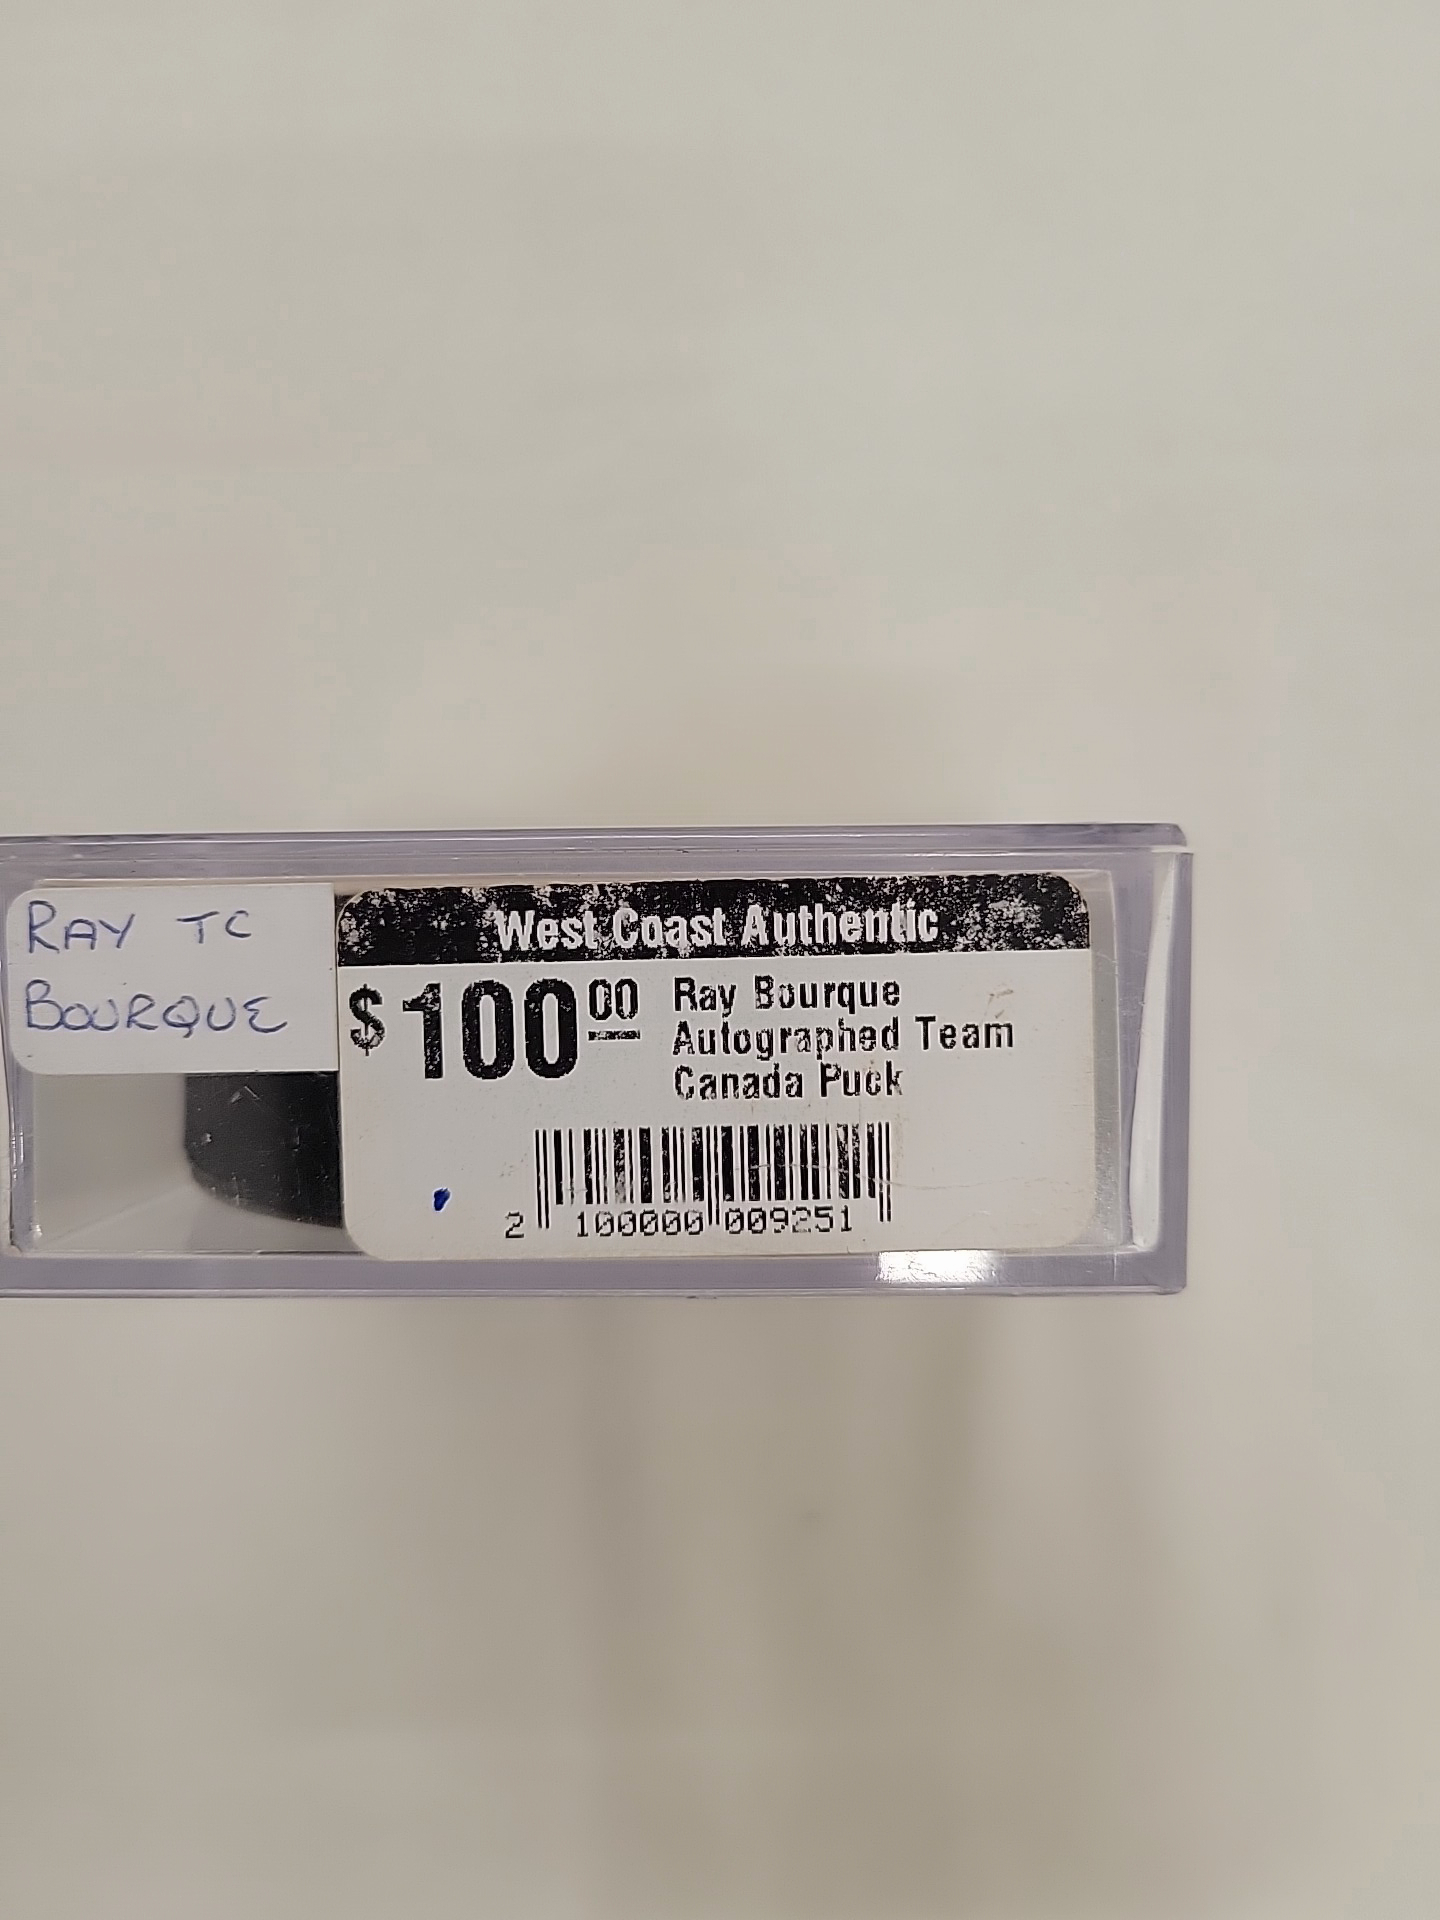 RAY TC
BOURQUE
West Coast Authentic
$100.00
Ray Bourque
Autographed Team
Canada Puck
2 100000 009251